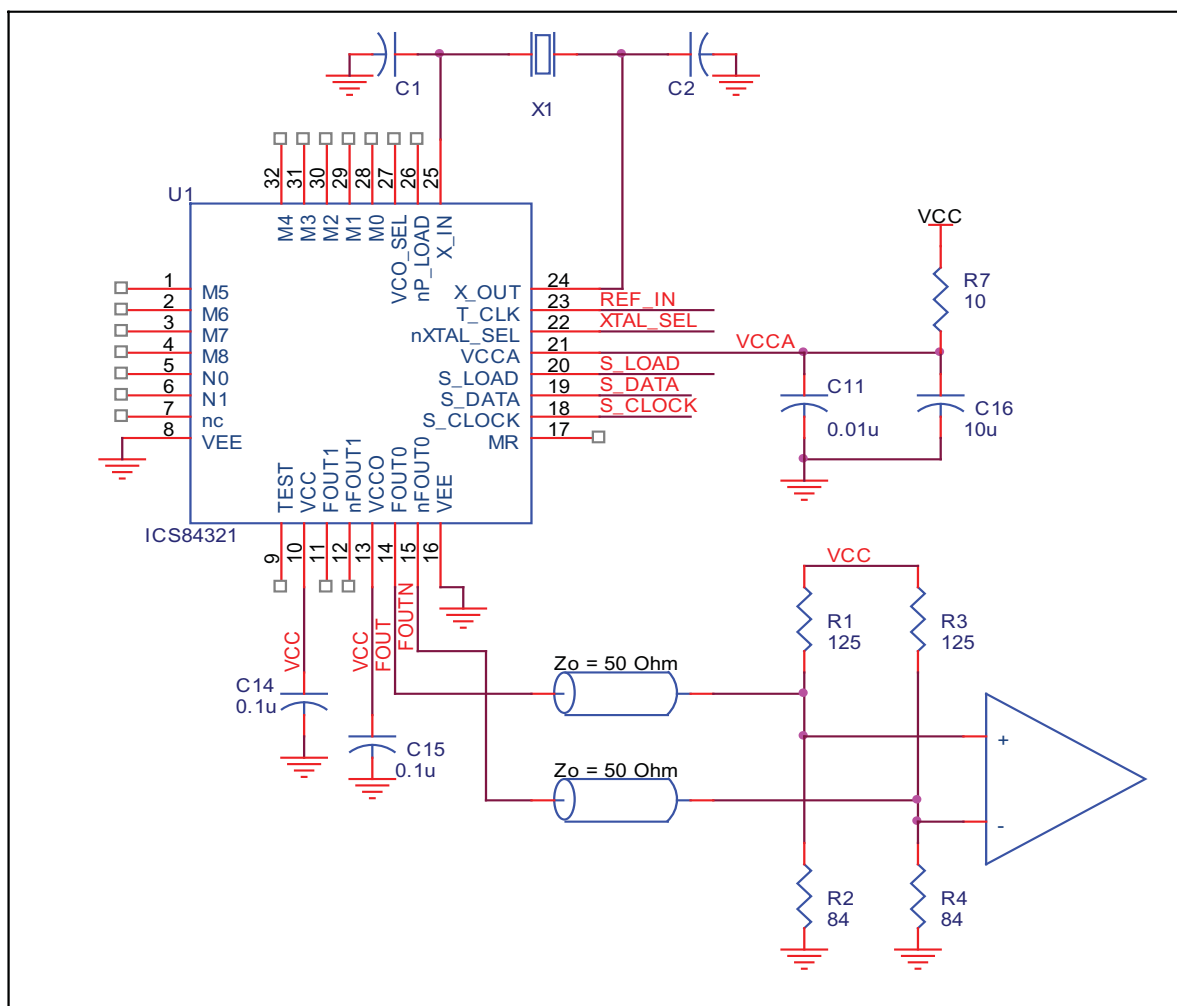 C1
X1
C2
U1
32
31
30
29
28
27
26
25
M4
M3
M2
M1
M0
VCO_SEL
nP_LOAD
X_IN
1 M5
2 M6
3 M7
4 M8
5 N0
6 N1
7 nc
8 VEE
X_OUT 24
T_CLK 23 REF_IN
nXTAL_SEL 22 XTAL_SEL
VCCA 21 VCCA
S_LOAD 20 S_LOAD
S_DATA 19 S_DATA
S_CLOCK 18 S_CLOCK
MR 17
VCC
R7
10
C11
0.01u
C16
10u
TEST
VCC
FOUT1
nFOUT1
VCCO
FOUT0
nFOUT0
VEE
ICS84321
9
10
11
12
13
14
15
16
VCC
VCC
FOUT
FOUTN
C14
0.1u
C15
0.1u
Zo = 50 Ohm
Zo = 50 Ohm
VCC
R1
125
R3
125
+
-
R2
84
R4
84